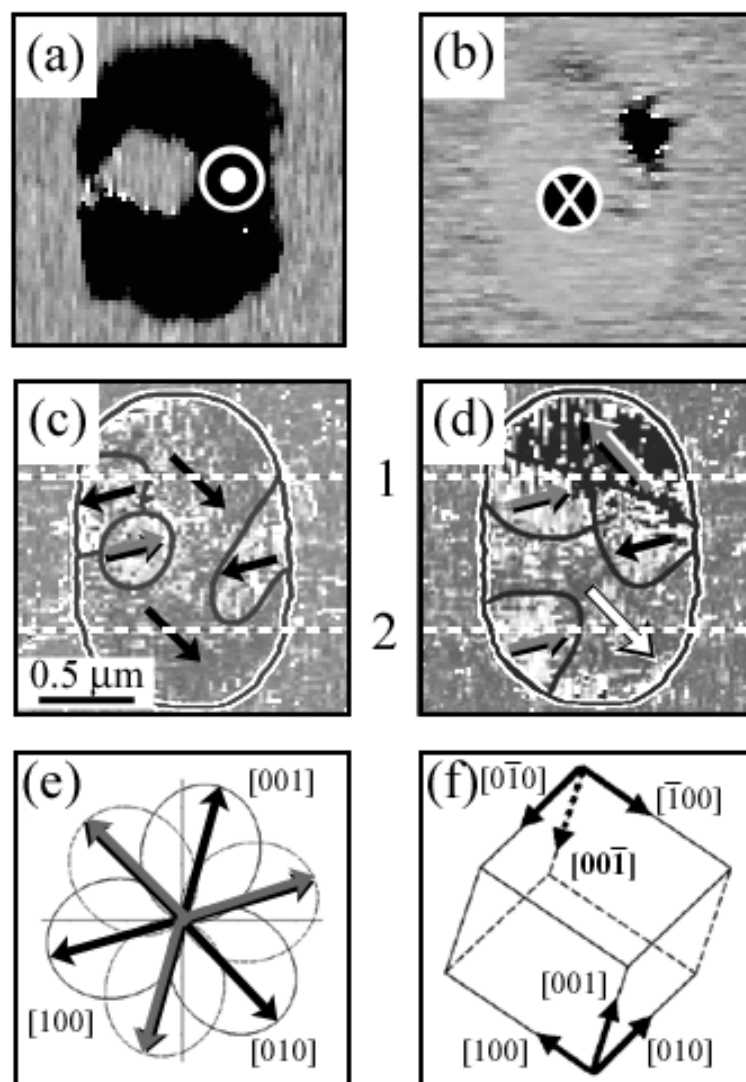 (a)
(b)
(c)
(d)
1
2
0.5 μm
(e)
[001]
[100]
[010]
(f)
[01̄0]
[1̄00]
[001̄]
[001]
[100]
[010]